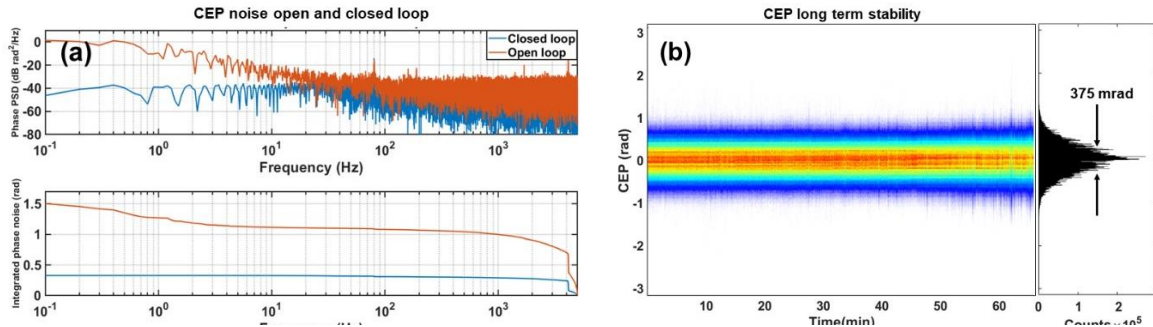 CEP noise open and closed loop
(a)
Closed loop
Open loop
Phase PSD (dB rad²/Hz)
0
-20
-40
-60
-80
10⁻¹
10⁰
10¹
10²
10³
Frequency (Hz)
Integrated phase noise (rad)
1.5
1
0.5
0
10⁻¹
10⁰
10¹
10²
10³
Frequency (Hz)
CEP long term stability
(b)
CEP (rad)
3
2
1
0
-1
-2
-3
10
20
30
40
50
60
Time(min)
375 mrad
0
1
2
Counts ×10⁵